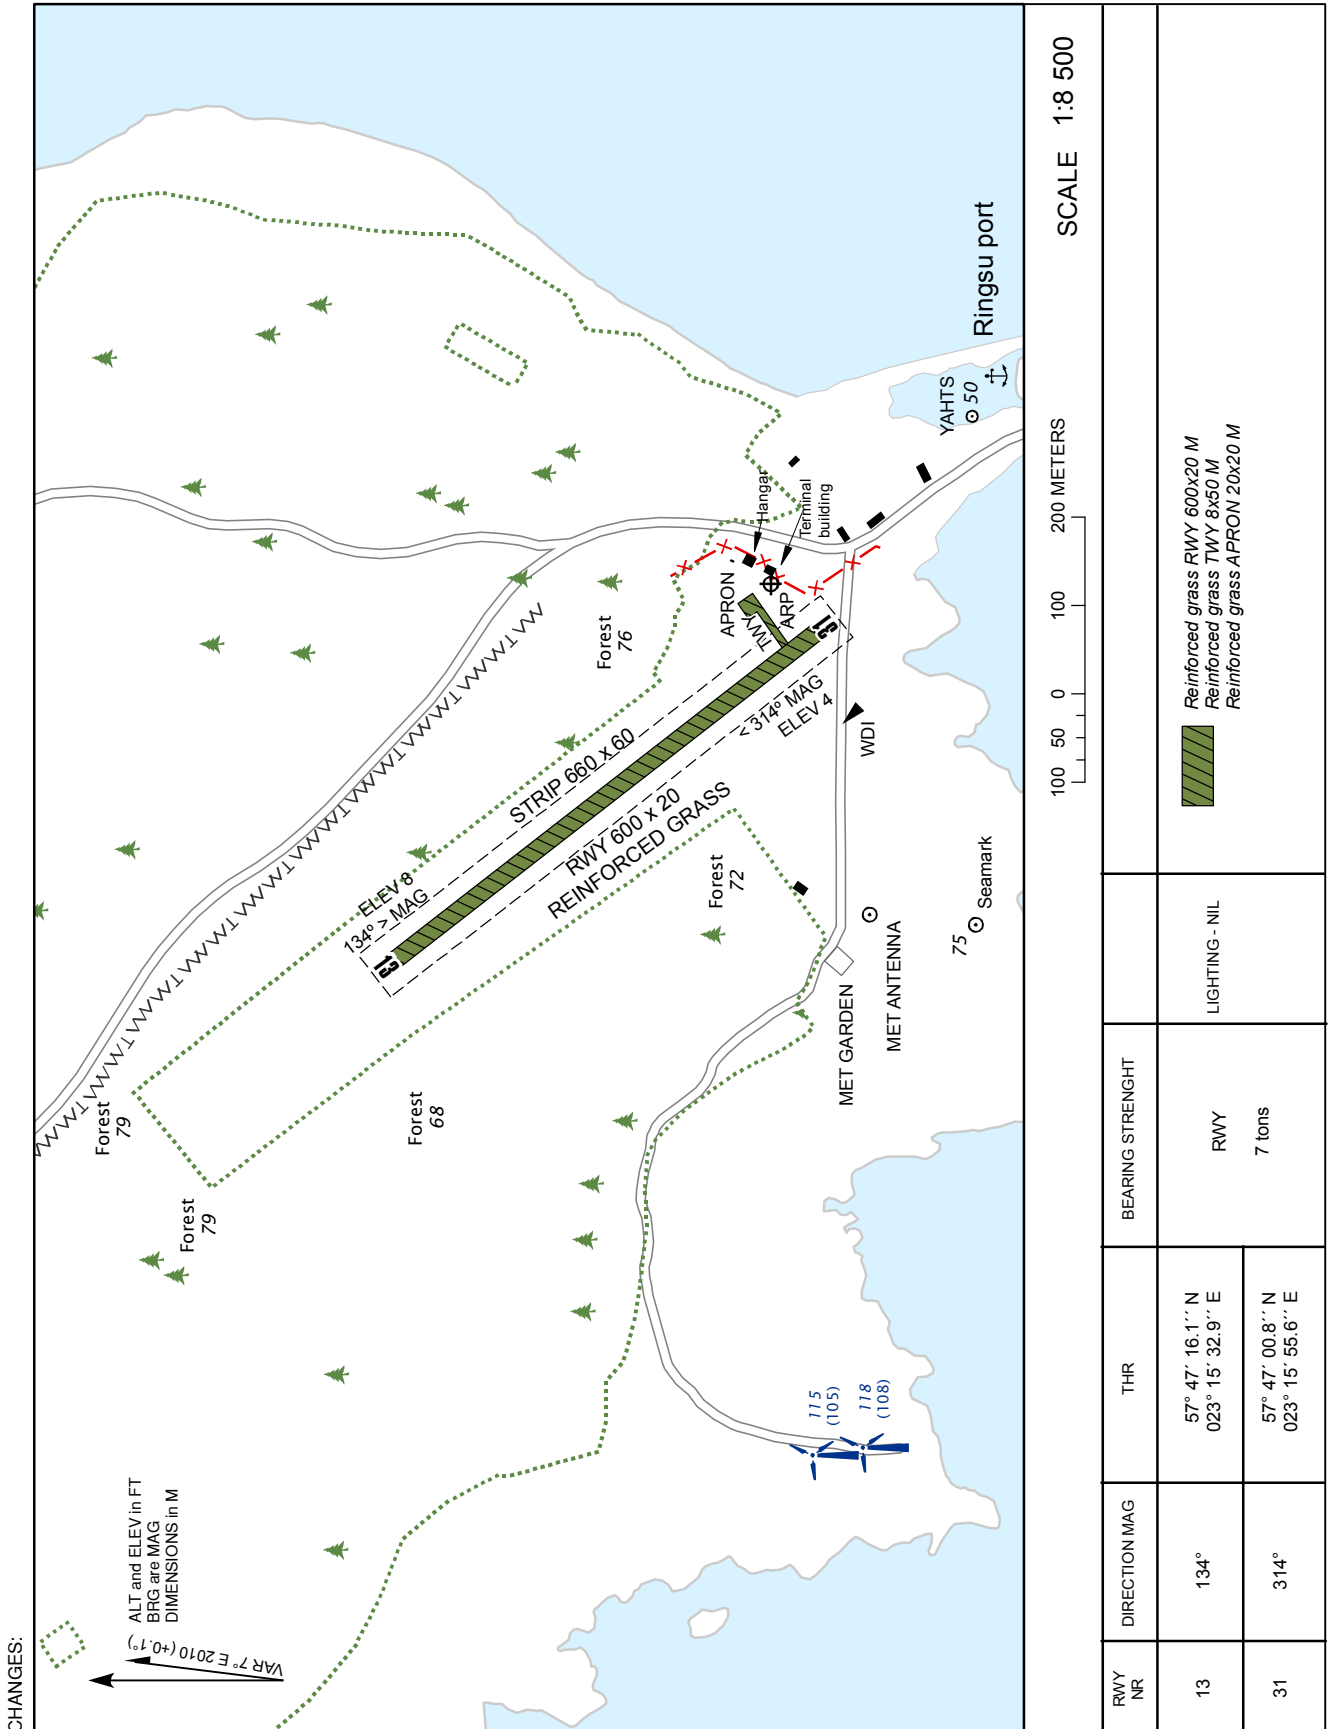 CHANGES:
VAR 7° E 2010 (+0.1°)
ALT and ELEV in FT
BRG are MAG
DIMENSIONS in M
Forest
79
Forest
79
Forest
68
ELEV 8
134° > MAG
13
STRIP 660 x 60
RWY 600 x 20
REINFORCED GRASS
Forest
76
Forest
72
< 314° MAG
ELEV 4
31
TWY
APRON
ARP
Hangar
Terminal
building
WDI
MET GARDEN
MET ANTENNA
75
Seamark
YAHTS
50
Ringsu port
115
(105)
118
(108)
SCALE 1:8 500
100 50 0 100 200 METERS
RWY
NR
DIRECTION MAG
THR
BEARING STRENGHT
13
134°
57° 47´ 16.1´´ N
023° 15´ 32.9´´ E
31
314°
57° 47´ 00.8´´ N
023° 15´ 55.6´´ E
RWY
7 tons
LIGHTING - NIL
Reinforced grass RWY 600x20 M
Reinforced grass TWY 8x50 M
Reinforced grass APRON 20x20 M